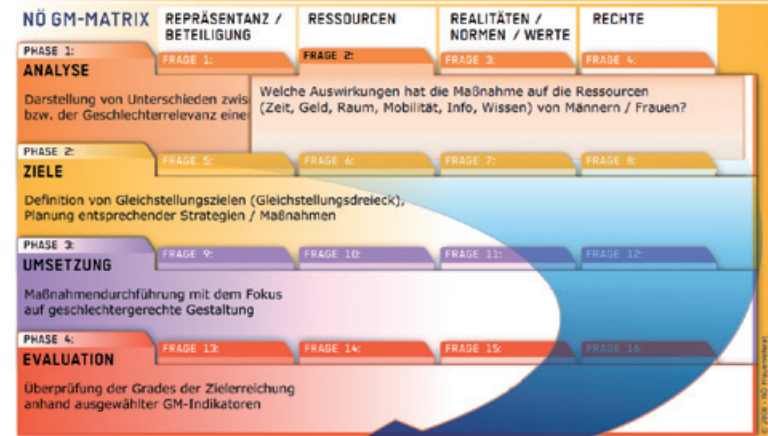 NÖ GM-MATRIX
REPRÄSENTANZ /
BETEILIGUNG
RESSOURCEN
REALITÄTEN /
NORMEN / WERTE
RECHTE
PHASE 1:
ANALYSE
FRAGE 1:
FRAGE 2:
FRAGE 3:
FRAGE 4:
Darstellung von Unterschieden zwis
bzw. der Geschlechterrelevanz eine
Welche Auswirkungen hat die Maßnahme auf die Ressourcen
(Zeit, Geld, Raum, Mobilität, Info, Wissen) von Männern / Frauen?
PHASE 2:
ZIELE
FRAGE 5:
FRAGE 6:
FRAGE 7:
FRAGE 8:
Definition von Gleichstellungszielen (Gleichstellungsdreieck),
Planung entsprechender Strategien / Maßnahmen
PHASE 3:
UMSETZUNG
FRAGE 9:
FRAGE 10:
FRAGE 11:
FRAGE 12:
Maßnahmendurchführung mit dem Fokus
auf geschlechtergerechte Gestaltung
PHASE 4:
EVALUATION
FRAGE 13:
FRAGE 14:
FRAGE 15:
FRAGE 16:
Überprüfung der Grades der Zielerreichung
anhand ausgewählter GM-Indikatoren
© 2008 - NÖ Frauenreferat